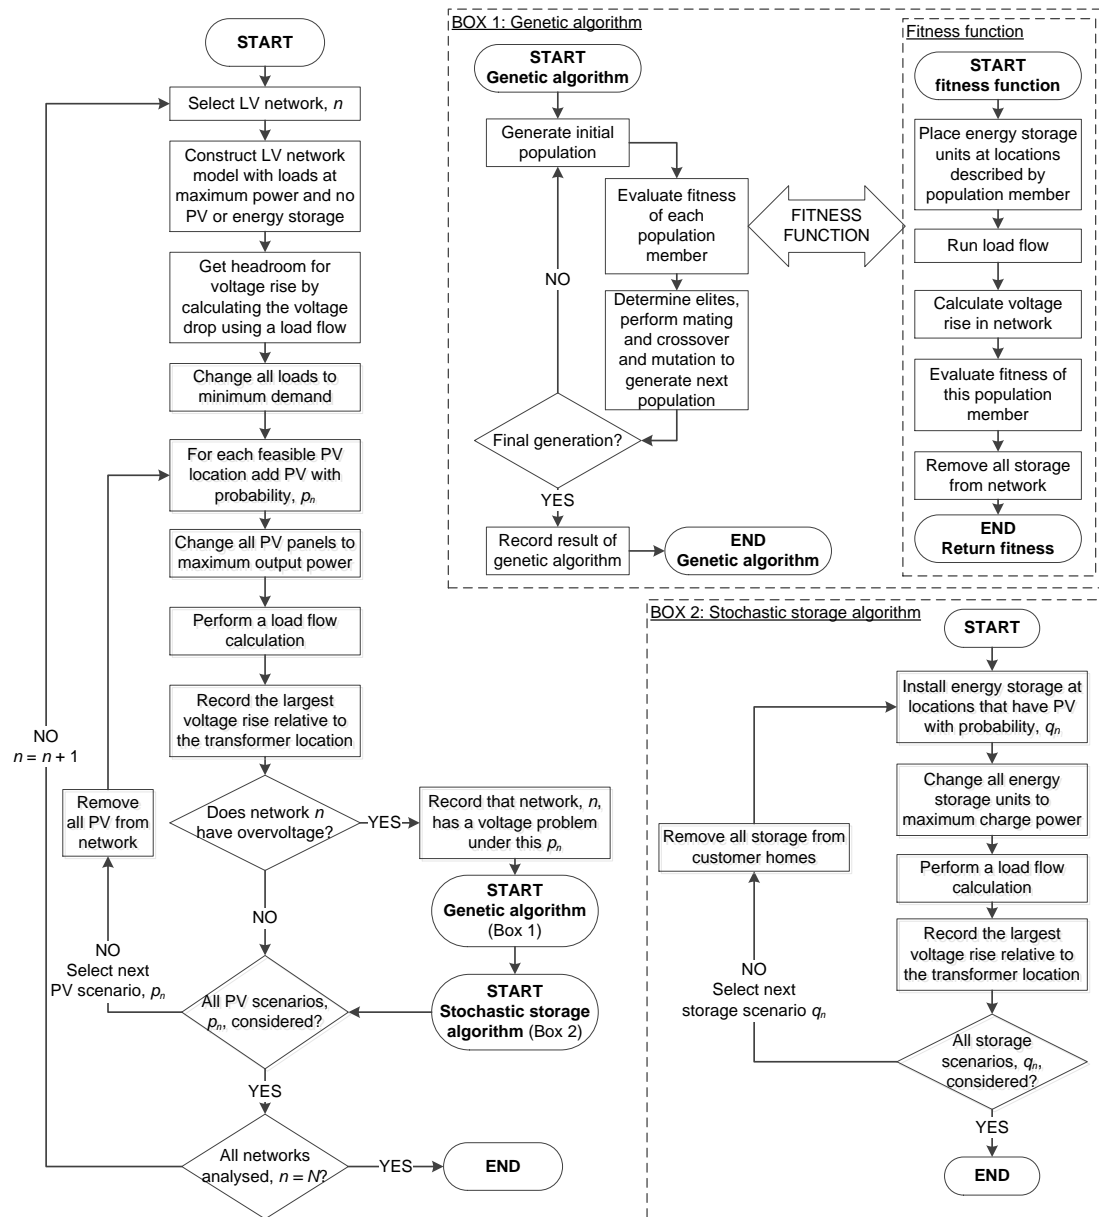 START
Select LV network, n
Construct LV network
model with loads at
maximum power and no
PV or energy storage
Get headroom for
voltage rise by
calculating the voltage
drop using a load flow
Change all loads to
minimum demand
For each feasible PV
location add PV with
probability, pn
Change all PV panels to
maximum output power
Perform a load flow
calculation
Record the largest
voltage rise relative to
the transformer location
NO
n = n + 1
Remove
all PV from
network
Does network n
have overvoltage?
YES
Record that network, n,
has a voltage problem
under this pn
START
Genetic algorithm
(Box 1)
NO
NO
Select next
PV scenario, pn
All PV scenarios,
pn, considered?
START
Stochastic storage
algorithm (Box 2)
YES
All networks
analysed, n = N?
YES
END
BOX 1: Genetic algorithm
START
Genetic algorithm
Generate initial
population
Evaluate fitness
of each
population
member
FITNESS
FUNCTION
NO
Determine elites,
perform mating
and crossover
and mutation to
generate next
population
Final generation?
YES
Record result of
genetic algorithm
END
Genetic algorithm
Fitness function
START
fitness function
Place energy storage
units at locations
described by
population member
Run load flow
Calculate voltage
rise in network
Evaluate fitness of
this population
member
Remove all storage
from network
END
Return fitness
BOX 2: Stochastic storage algorithm
START
Install energy storage at
locations that have PV
with probability, qn
Change all energy
storage units to
maximum charge power
Remove all storage from
customer homes
Perform a load flow
calculation
Record the largest
voltage rise relative to
the transformer location
NO
Select next
storage scenario qn
All storage
scenarios, qn,
considered?
YES
END